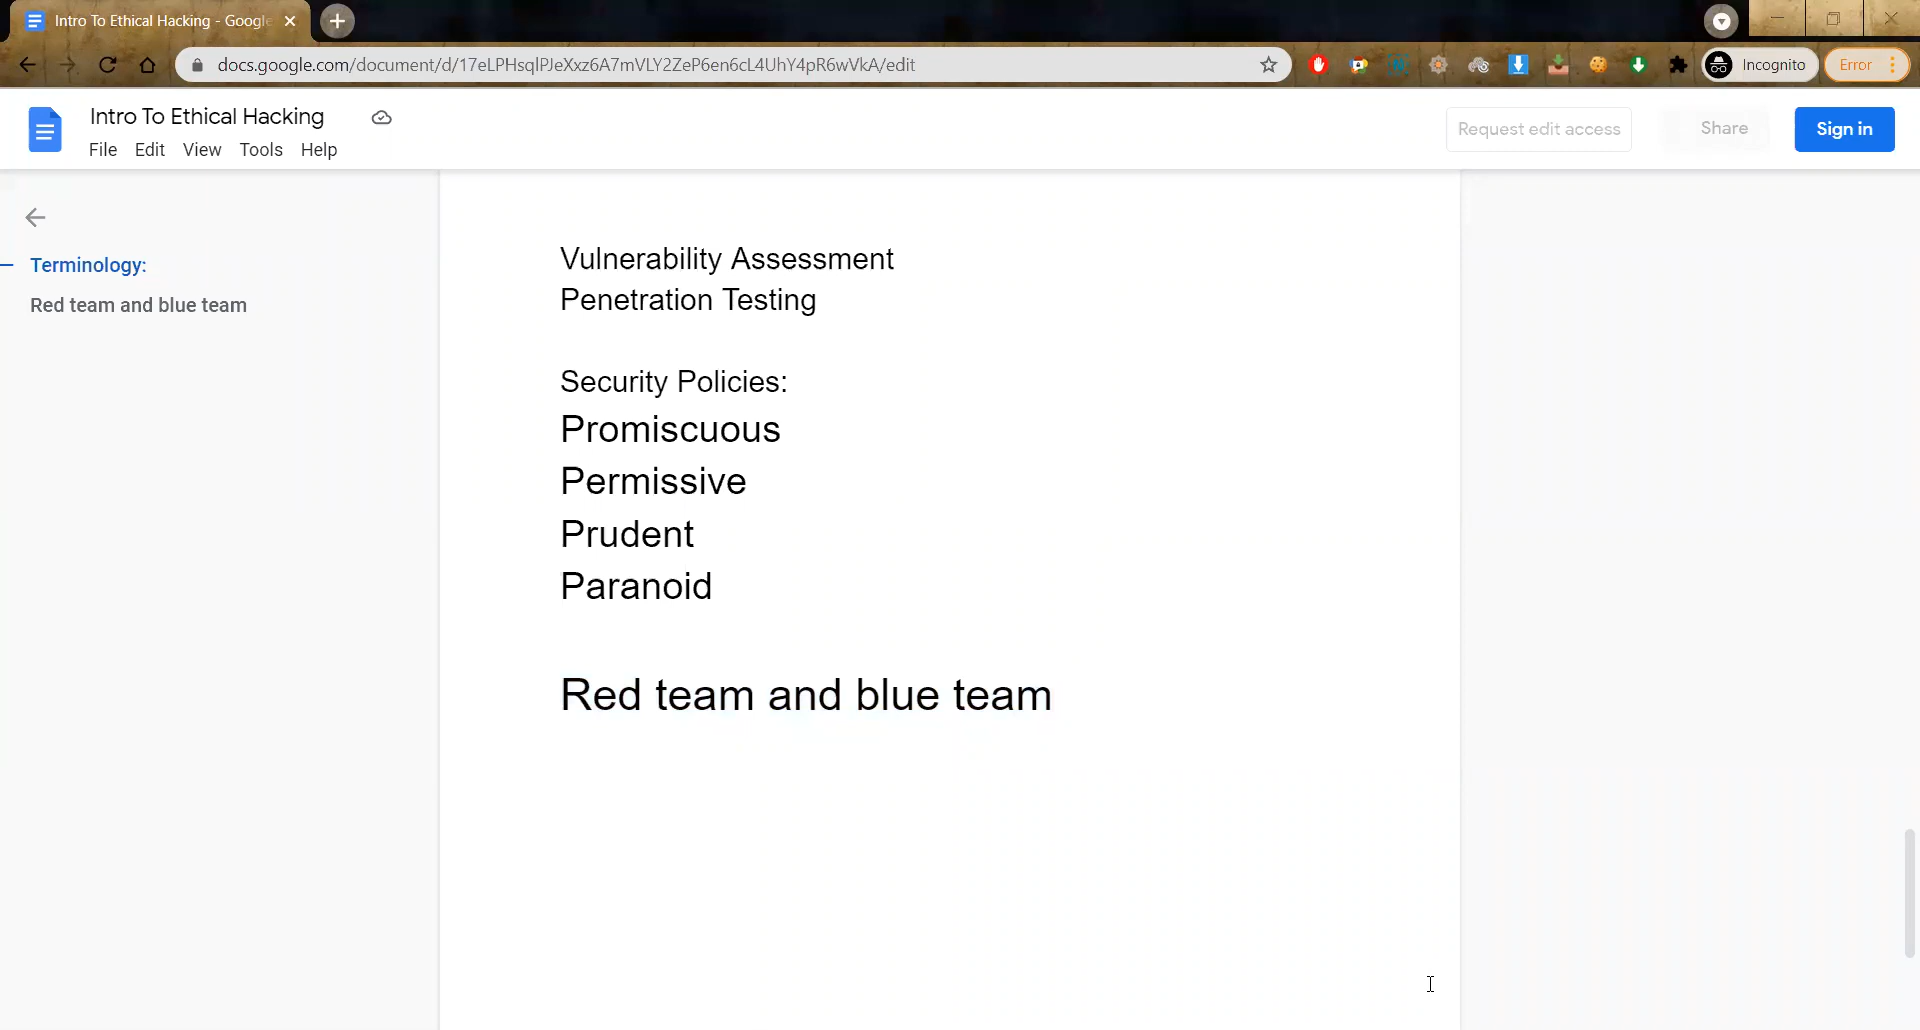 Intro To Ethical Hacking - Google
docs.google.com/document/d/17eLPHsqlPJeXxz6A7mVLY2ZeP6en6cL4UhY4pR6wVkA/edit
Incognito
Error
Intro To Ethical Hacking
File Edit View Tools Help
Request edit access
Share
Sign in
Terminology:
Red team and blue team
Vulnerability Assessment
Penetration Testing
Security Policies:
Promiscuous
Permissive
Prudent
Paranoid
Red team and blue team